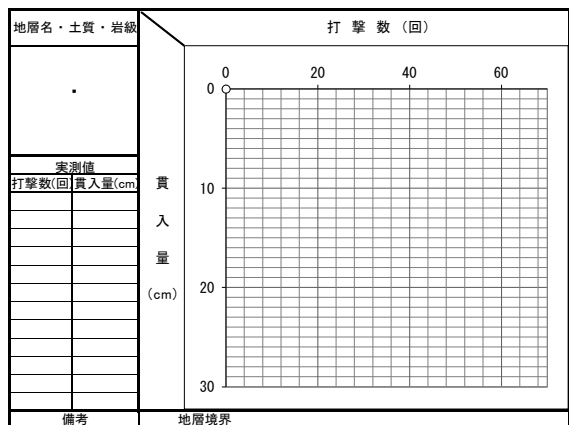 地層名・土質・岩級
打 撃 数 (回)
・
0 20 40 60
0
10
20
30
実測値
打撃数(回) 貫入量(cm)
貫
入
量
(cm)
備考
地層境界